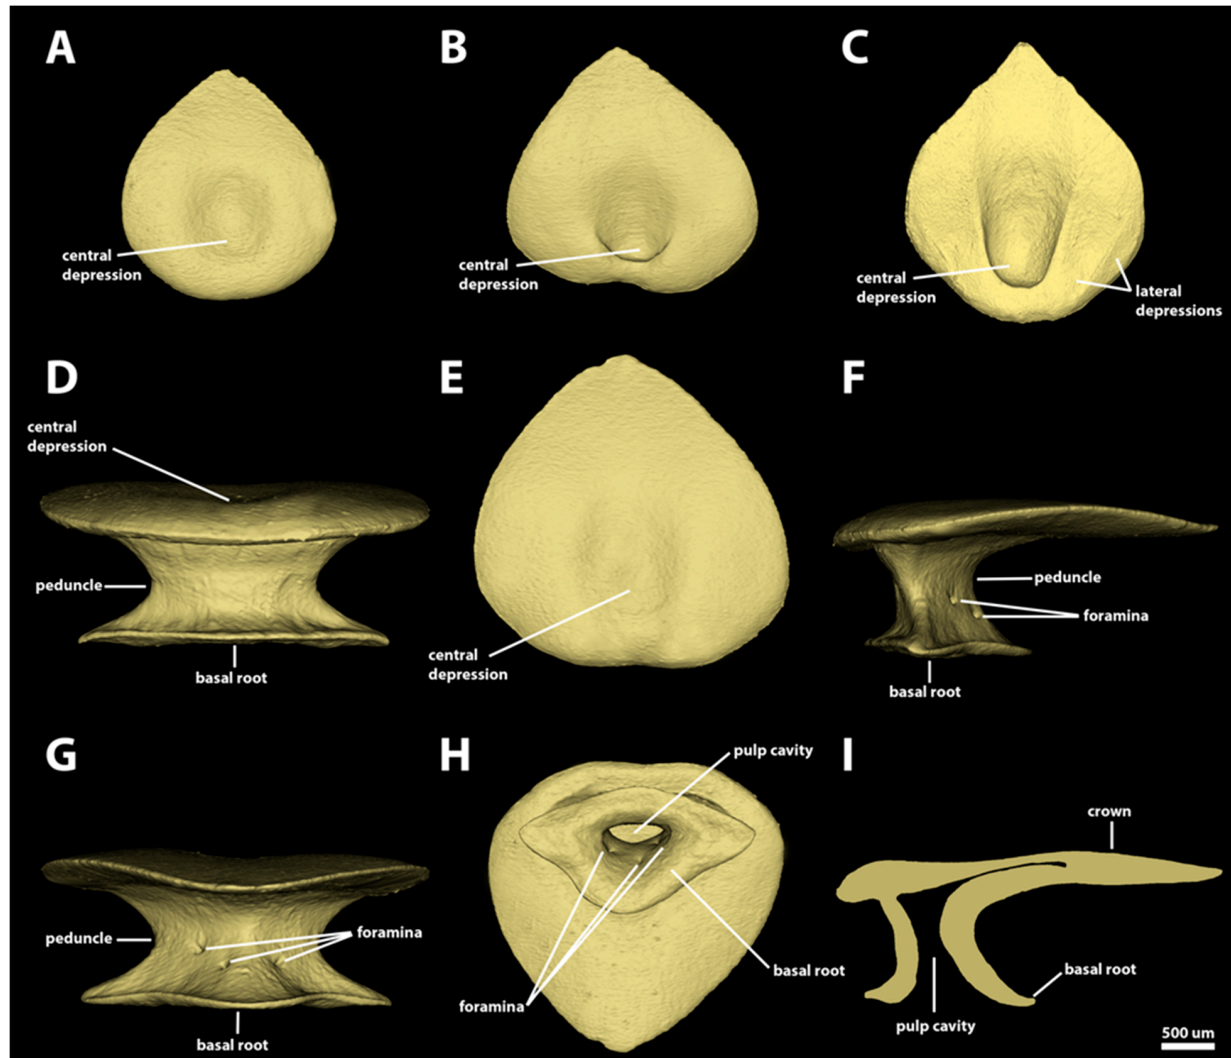 A
B
C
central
depression
central
depression
central
depression
lateral
depressions
D
E
F
central
depression
peduncle
basal root
central
depression
peduncle
foramina
basal root
G
H
I
pulp cavity
crown
peduncle
foramina
basal root
foramina
basal root
basal root
pulp cavity
500 um